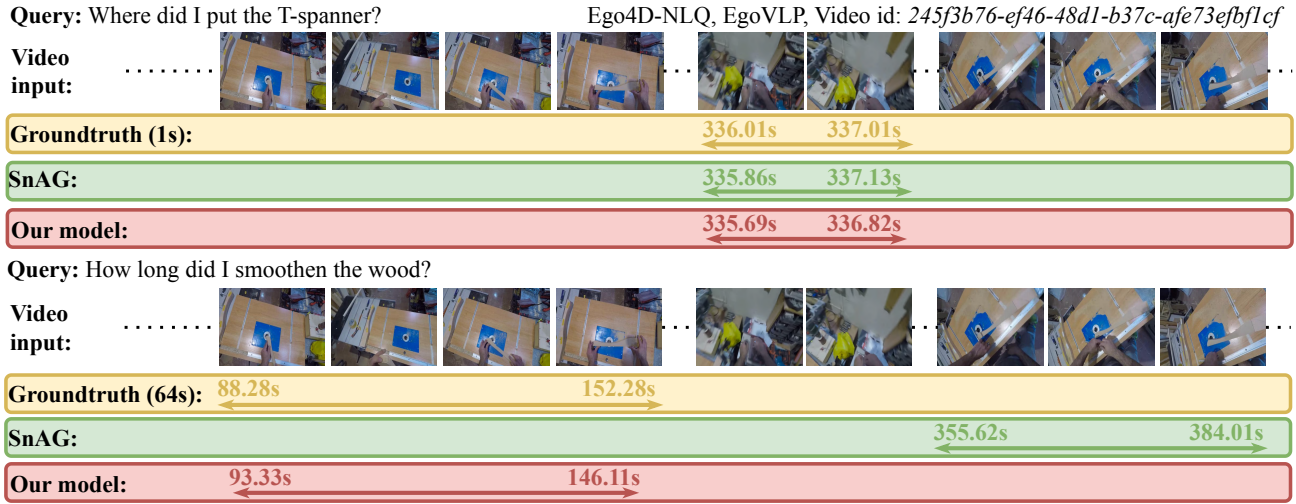 Query: Where did I put the T-spanner? Ego4D-NLQ, EgoVLP, Video id: 245f3b76-ef46-48d1-b37c-afe73efbf1cf
Video input:
Groundtruth (1s): 336.01s 337.01s
SnAG: 335.86s 337.13s
Our model: 335.69s 336.82s
Query: How long did I smoothen the wood?
Video input:
Groundtruth (64s): 88.28s 152.28s
SnAG: 355.62s 384.01s
Our model: 93.33s 146.11s